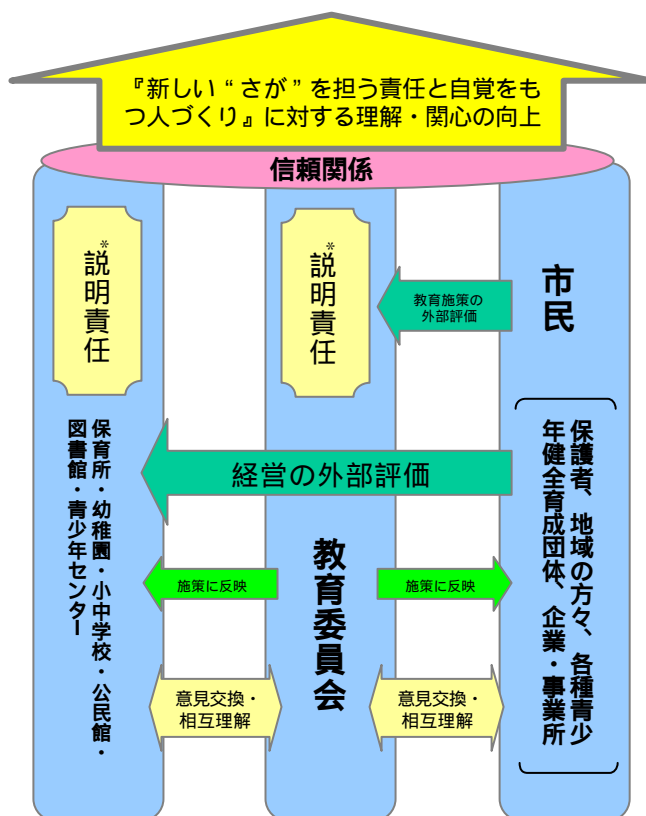 『新しい“さが”を担う責任と自覚をも
つ人づくり』に対する理解・関心の向上
信頼関係
*説明責任
*説明責任
市民
教育施策の
外部評価
経営の外部評価
保育所・幼稚園・小中学校・公民館・
図書館・青少年センター
教育委員会
保護者、地域の方々、各種青少
年健全育成団体、企業・事業所
施策に反映
施策に反映
意見交換・
相互理解
意見交換・
相互理解